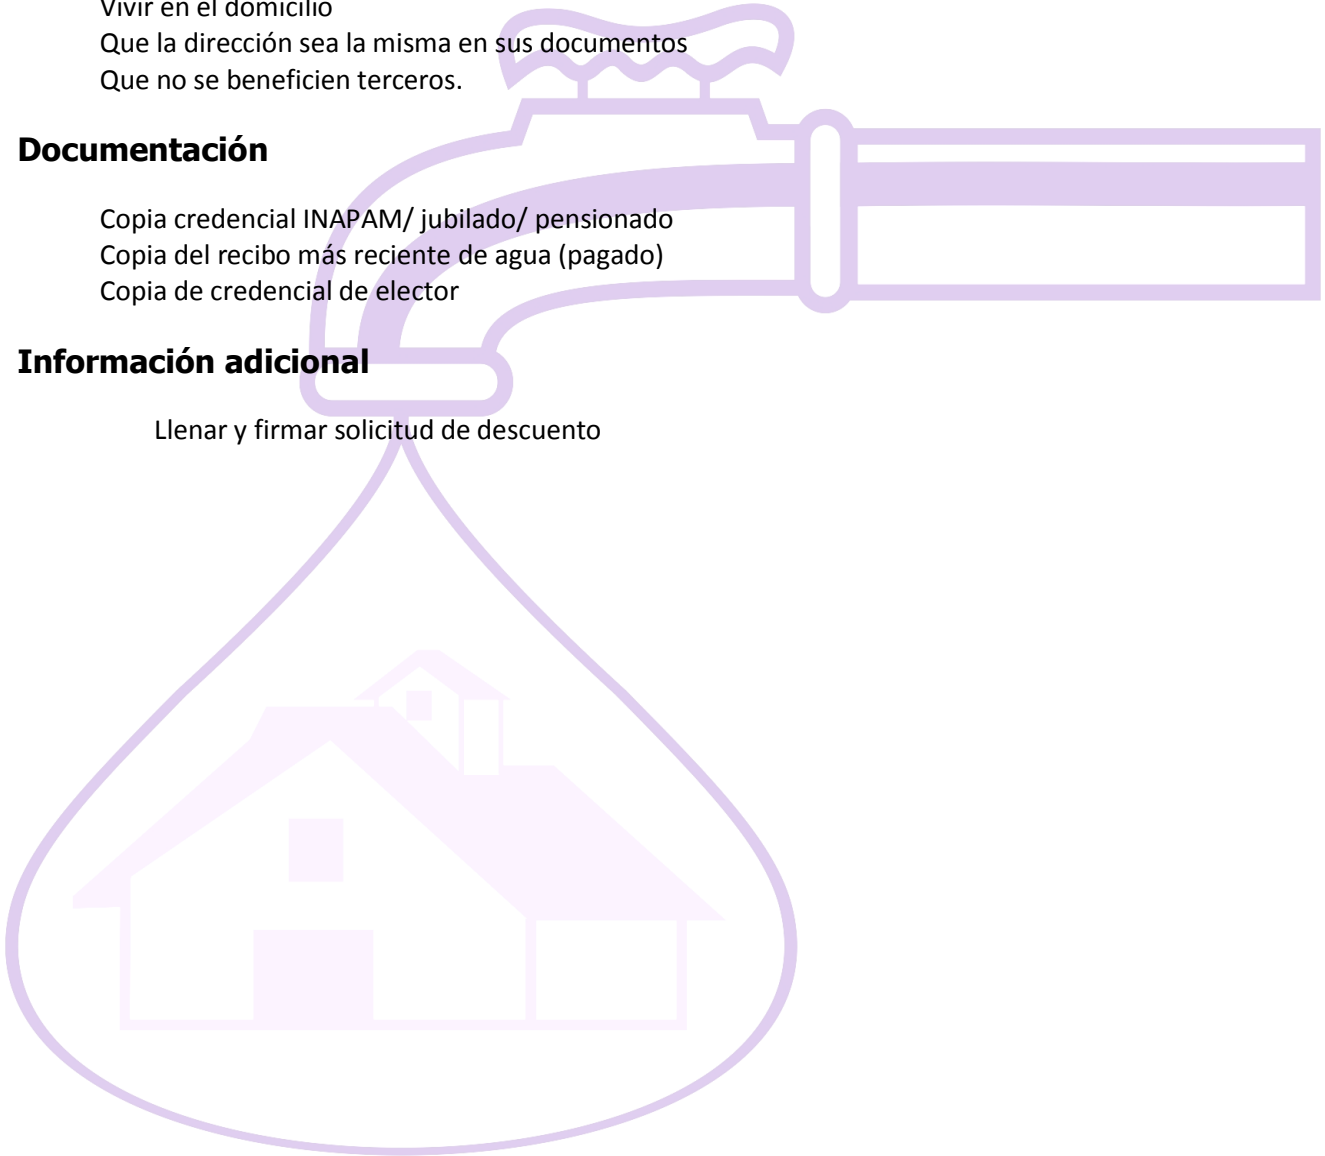 Vivir en el domicilio
Que la dirección sea la misma en sus documentos
Que no se beneficien terceros.
Documentación
Copia credencial INAPAM/ jubilado/ pensionado
Copia del recibo más reciente de agua (pagado)
Copia de credencial de elector
Información adicional
Llenar y firmar solicitud de descuento